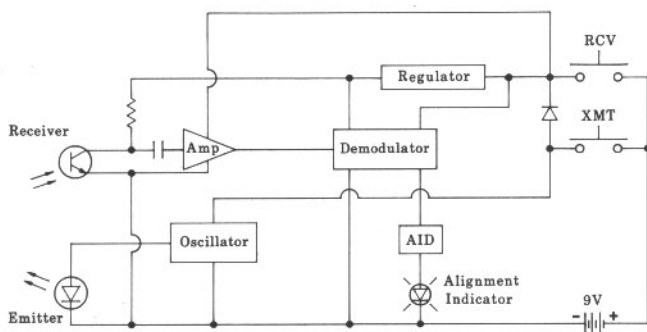 RCV
Regulator
XMT
Receiver
Amp
Demodulator
Oscillator
AID
Alignment
Indicator
9V
- +
Emitter